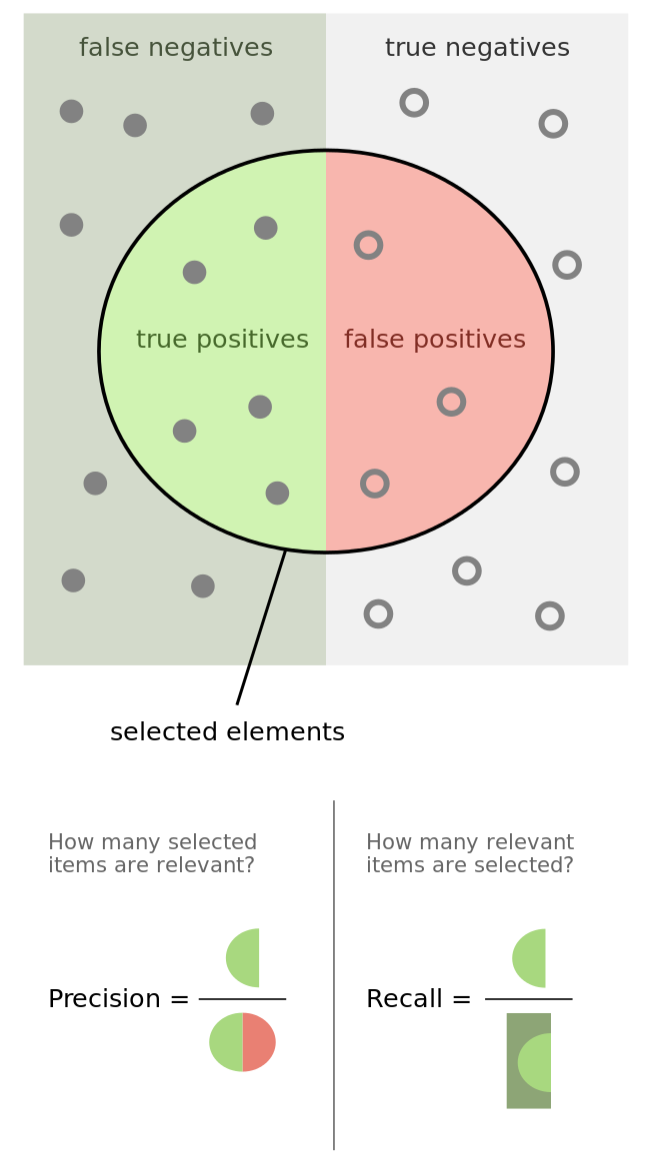 false negatives
true negatives
true positives
false positives
selected elements
How many selected
items are relevant?
How many relevant
items are selected?
Precision =
Recall =